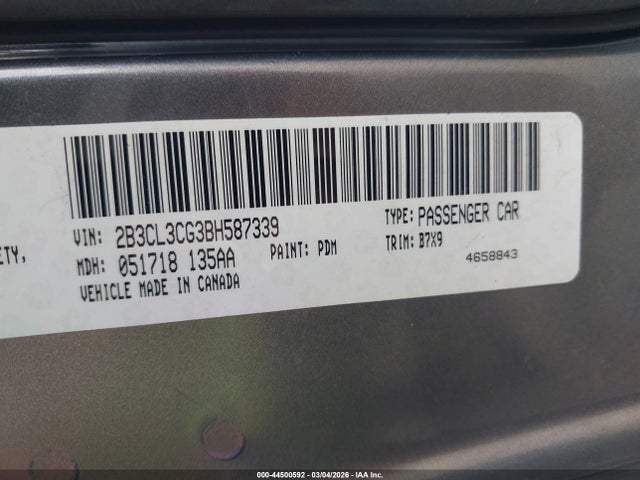 VIN: 2B3CL3CG3BH587339 TYPE: PASSENGER CAR
ETY, MDH: 051718 135AA PAINT: PDM TRIM: B7X9
VEHICLE MADE IN CANADA 4658843
000-44500592 - 03/04/2026 - IAA Inc.